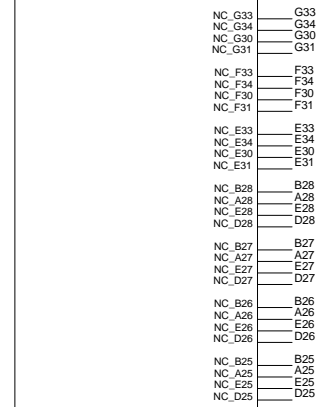 NC_G33 G33
NC_G34 G34
NC_G30 G30
NC_G31 G31
NC_F33 F33
NC_F34 F34
NC_F30 F30
NC_F31 F31
NC_E33 E33
NC_E34 E34
NC_E30 E30
NC_E31 E31
NC_B28 B28
NC_A28 A28
NC_E28 E28
NC_D28 D28
NC_B27 B27
NC_A27 A27
NC_E27 E27
NC_D27 D27
NC_B26 B26
NC_A26 A26
NC_E26 E26
NC_D26 D26
NC_B25 B25
NC_A25 A25
NC_E25 E25
NC_D25 D25